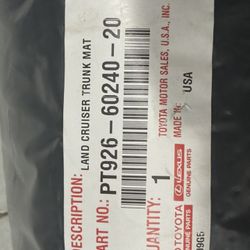 DESCRIPTION:
LAND CRUISER TRUNK MAT
PART NO.:
PT926-60240-20
QUANTITY:
1
TOYOTA MOTOR SALES, U.S.A.
MADE IN:
USA
TOYOTA
GENUINE PARTS
LEXUS
GENUINE PARTS